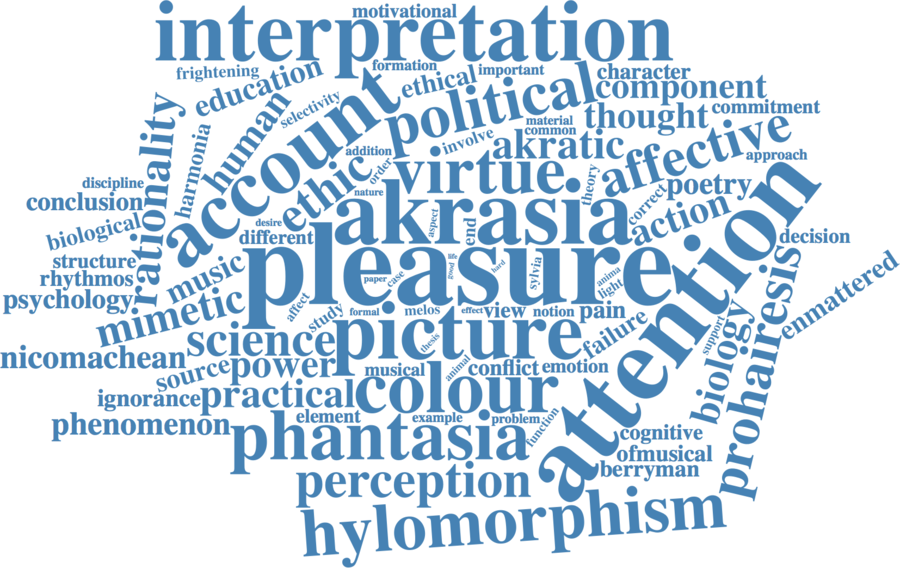 motivational
interpretation
frightening
formation
education
ethical
important
character
selectivity
account
political
component
human
material
thought
commitment
common
involve
rationality
harmonia
addition
order
akratic
affective
approach
ethic
virtue
theory
discipline
nature
correct
poetry
conclusion
akrasia
action
attention
biological
desire
different
aspect
end
decision
structure
pleasure
rhythmos
music
paper
case
life
good
hard
sylvia
anima
light
psychology
mimetic
affect
study
formal
melos
effect
view
notion
pain
enmattered
science
picture
thesis
failure
support
nicomachean
source
power
musical
animal
conflict
emotion
biology
prohairesis
ignorance
practical
colour
phenomenon
element
example
problem
function
phantasia
cognitive
ofmusical
perception
berryman
hylomorphism